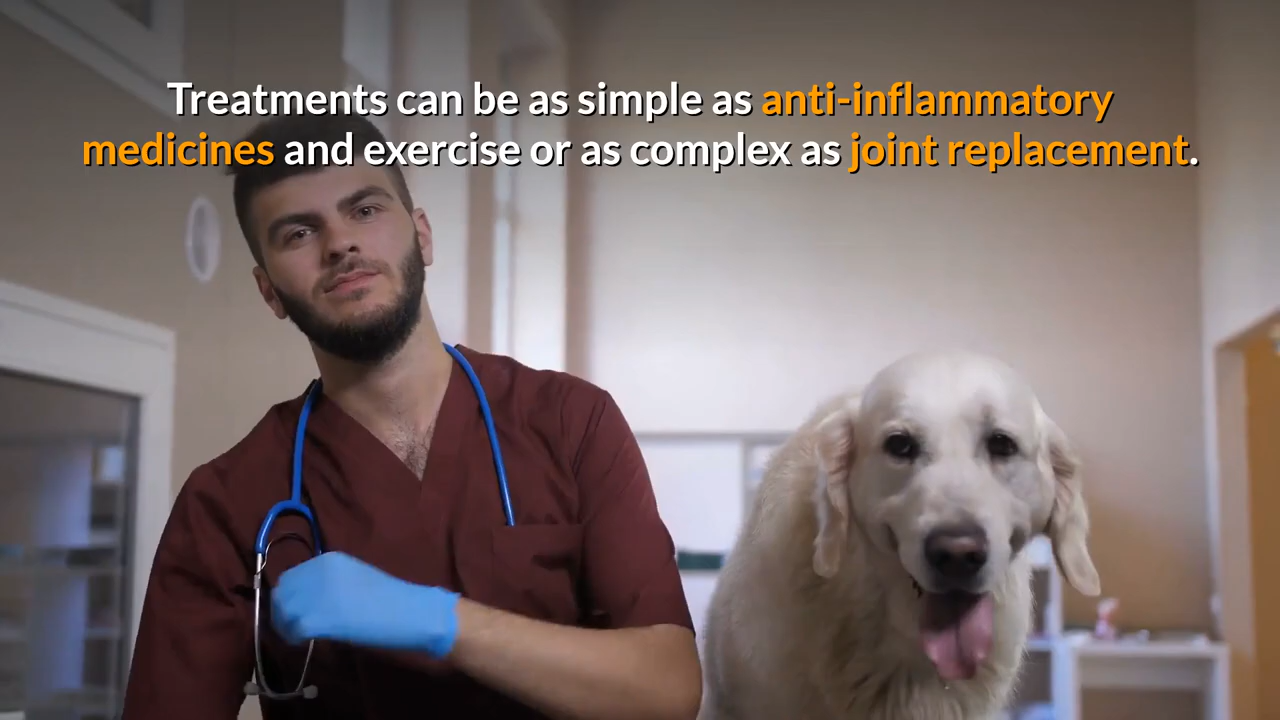 Treatments can be as simple as anti-inflammatory
medicines and exercise or as complex as joint replacement.